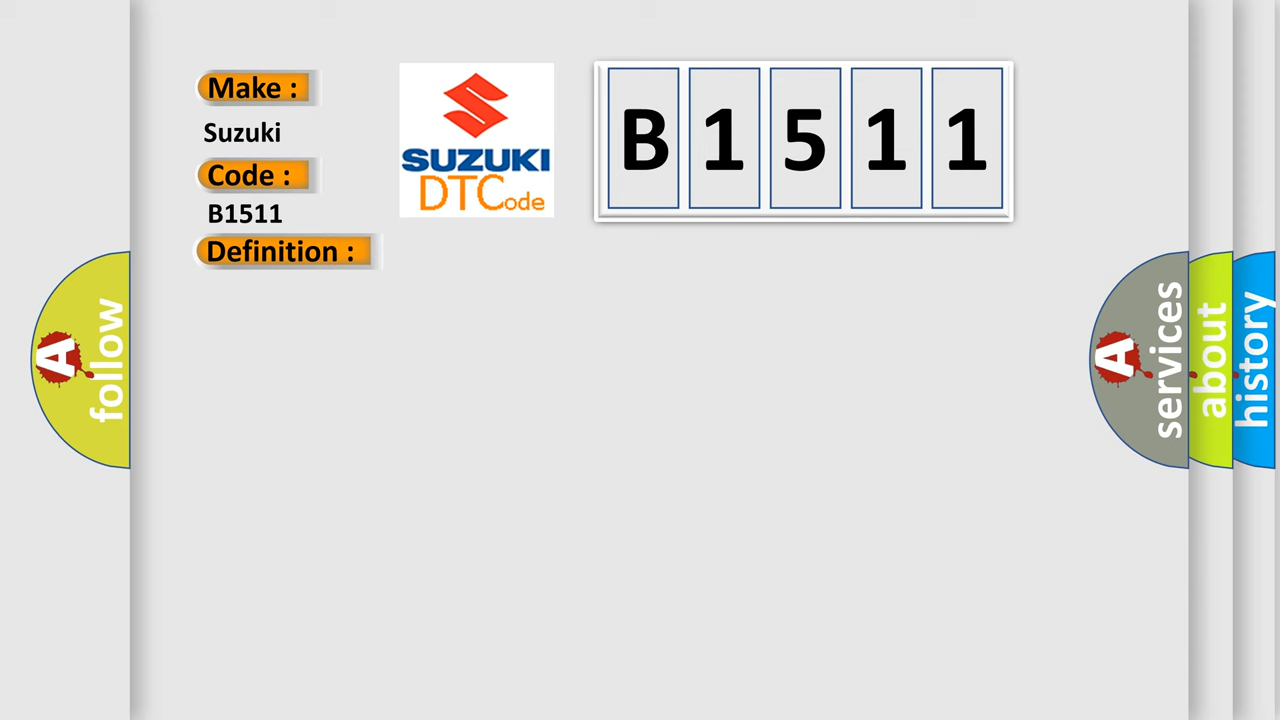 Make :
Suzuki
Code :
B1511
Definition :
SUZUKI
DTCode
B 1 5 1 1
A follow
A services
about
history